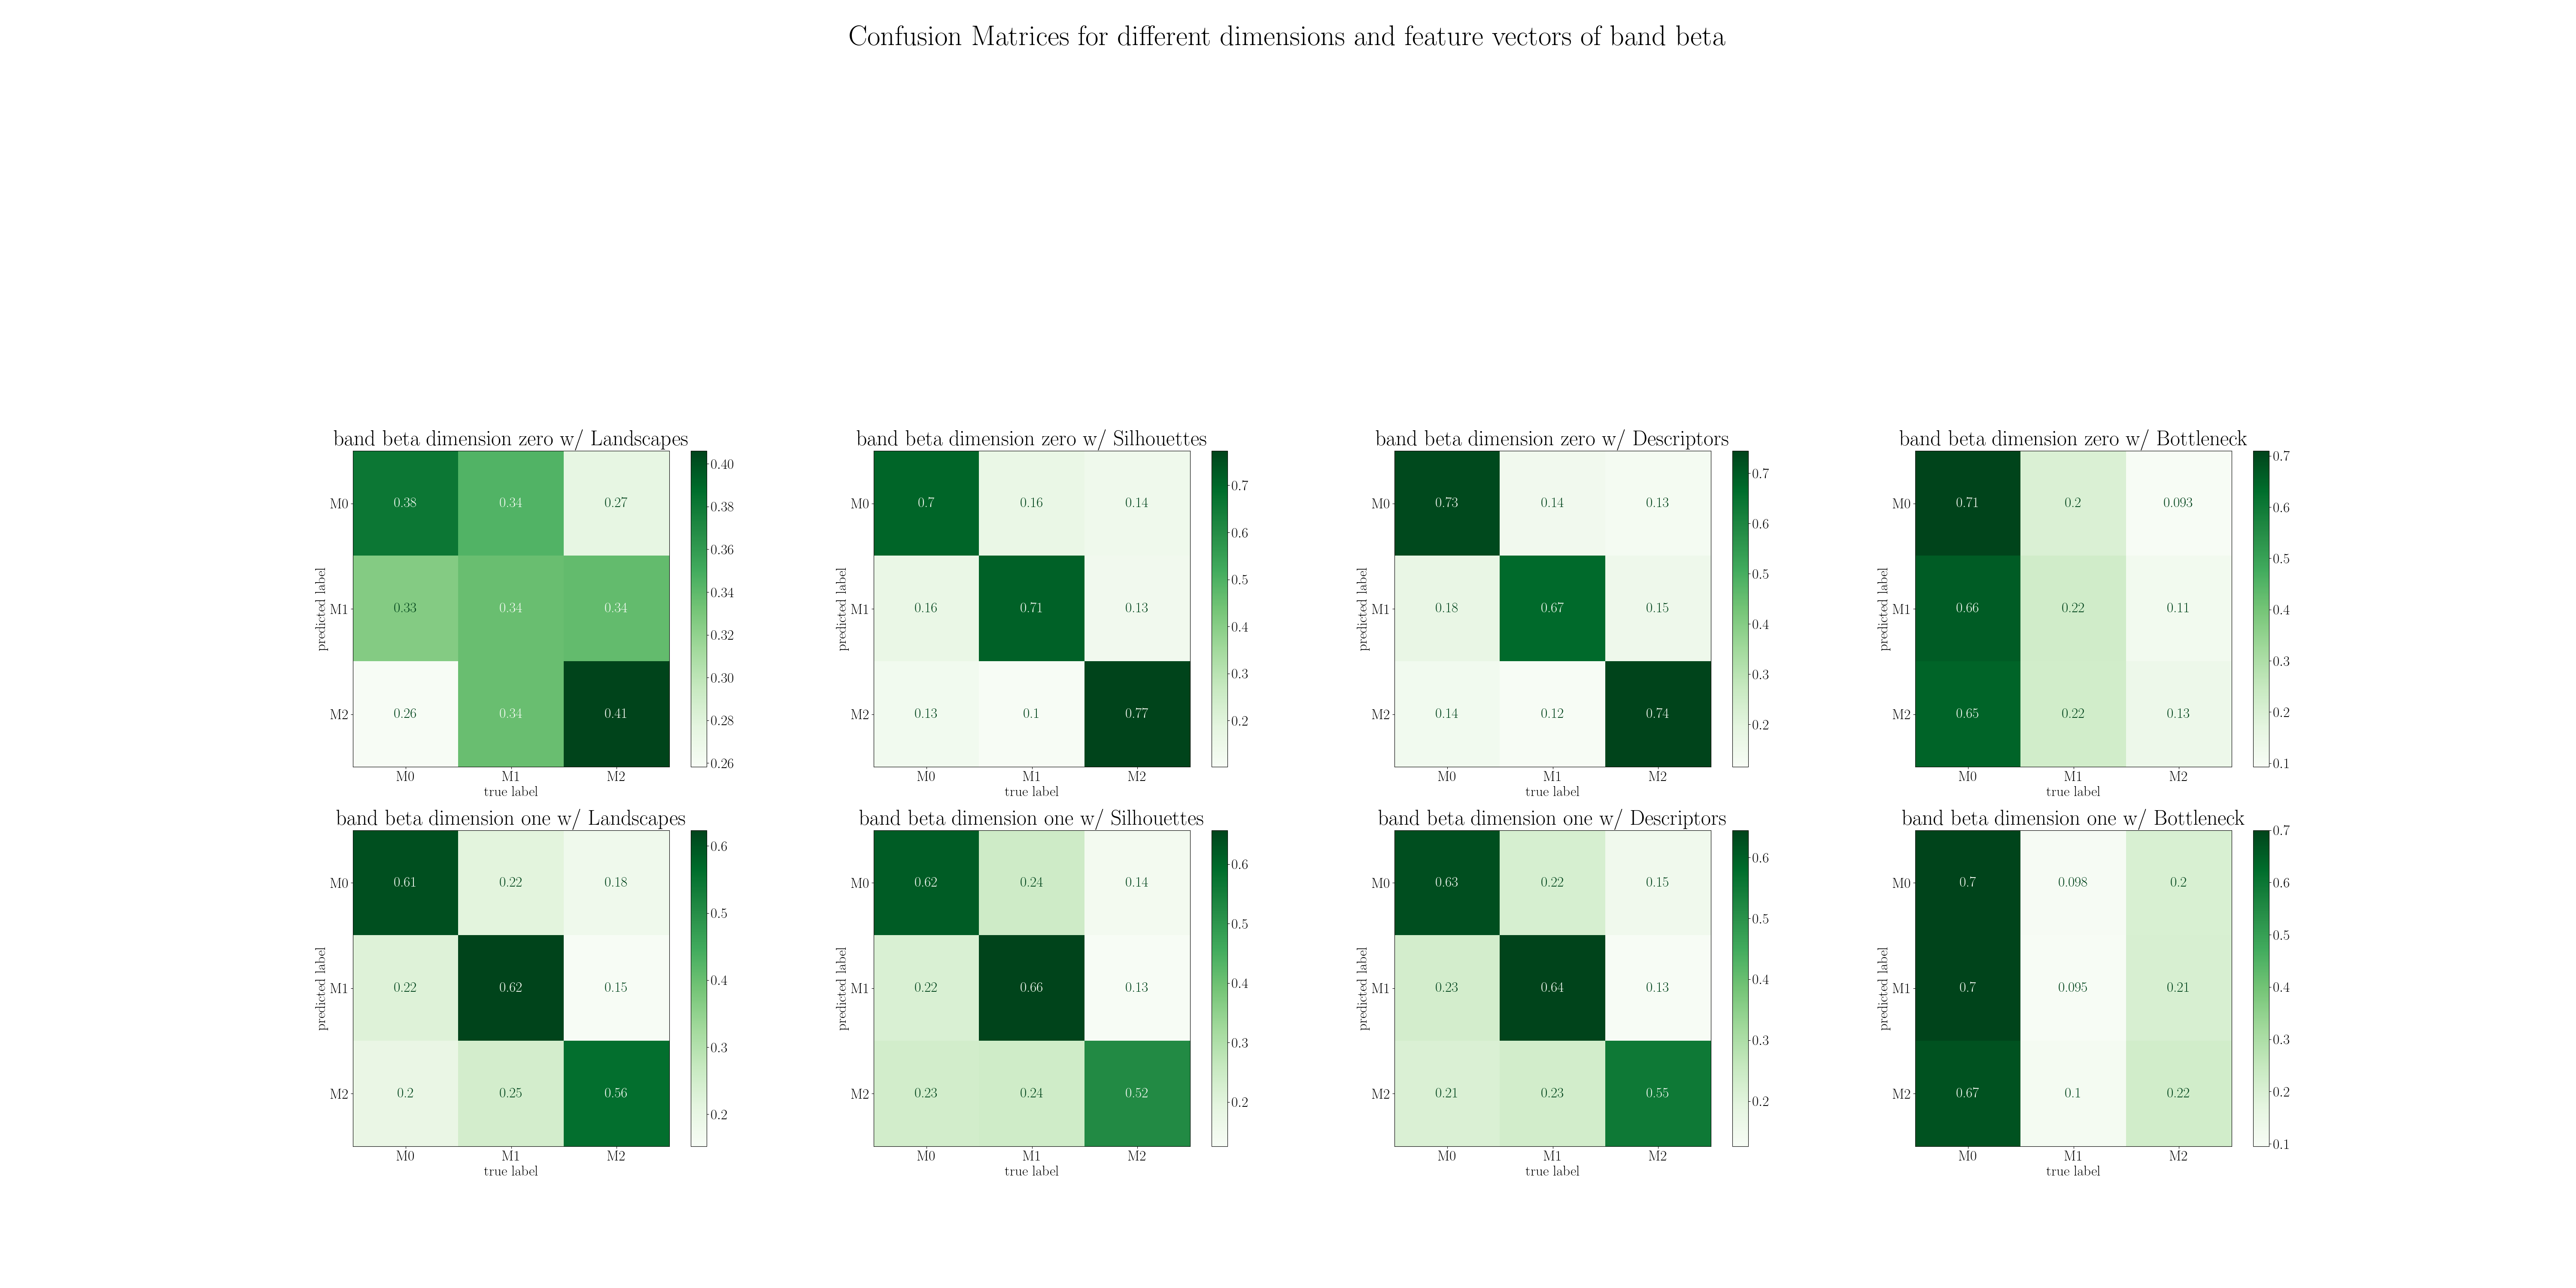 Confusion Matrices for different dimensions and feature vectors of band beta
band beta dimension zero w/ Landscapes
predicted label
M0 0.38 0.34 0.27
M1 0.33 0.34 0.34
M2 0.26 0.34 0.41
M0 M1 M2
true label
0.40
0.38
0.36
0.34
0.32
0.30
0.28
0.26
band beta dimension zero w/ Silhouettes
predicted label
M0 0.7 0.16 0.14
M1 0.16 0.71 0.13
M2 0.13 0.1 0.77
M0 M1 M2
true label
0.7
0.6
0.5
0.4
0.3
0.2
band beta dimension zero w/ Descriptors
predicted label
M0 0.73 0.14 0.13
M1 0.18 0.67 0.15
M2 0.14 0.12 0.74
M0 M1 M2
true label
0.7
0.6
0.5
0.4
0.3
0.2
band beta dimension zero w/ Bottleneck
predicted label
M0 0.71 0.2 0.093
M1 0.66 0.22 0.11
M2 0.65 0.22 0.13
M0 M1 M2
true label
0.7
0.6
0.5
0.4
0.3
0.2
0.1
band beta dimension one w/ Landscapes
predicted label
M0 0.61 0.22 0.18
M1 0.22 0.62 0.15
M2 0.2 0.25 0.56
M0 M1 M2
true label
0.6
0.5
0.4
0.3
0.2
band beta dimension one w/ Silhouettes
predicted label
M0 0.62 0.24 0.14
M1 0.22 0.66 0.13
M2 0.23 0.24 0.52
M0 M1 M2
true label
0.6
0.5
0.4
0.3
0.2
band beta dimension one w/ Descriptors
predicted label
M0 0.63 0.22 0.15
M1 0.23 0.64 0.13
M2 0.21 0.23 0.55
M0 M1 M2
true label
0.6
0.5
0.4
0.3
0.2
band beta dimension one w/ Bottleneck
predicted label
M0 0.7 0.098 0.2
M1 0.7 0.095 0.21
M2 0.67 0.1 0.22
M0 M1 M2
true label
0.7
0.6
0.5
0.4
0.3
0.2
0.1